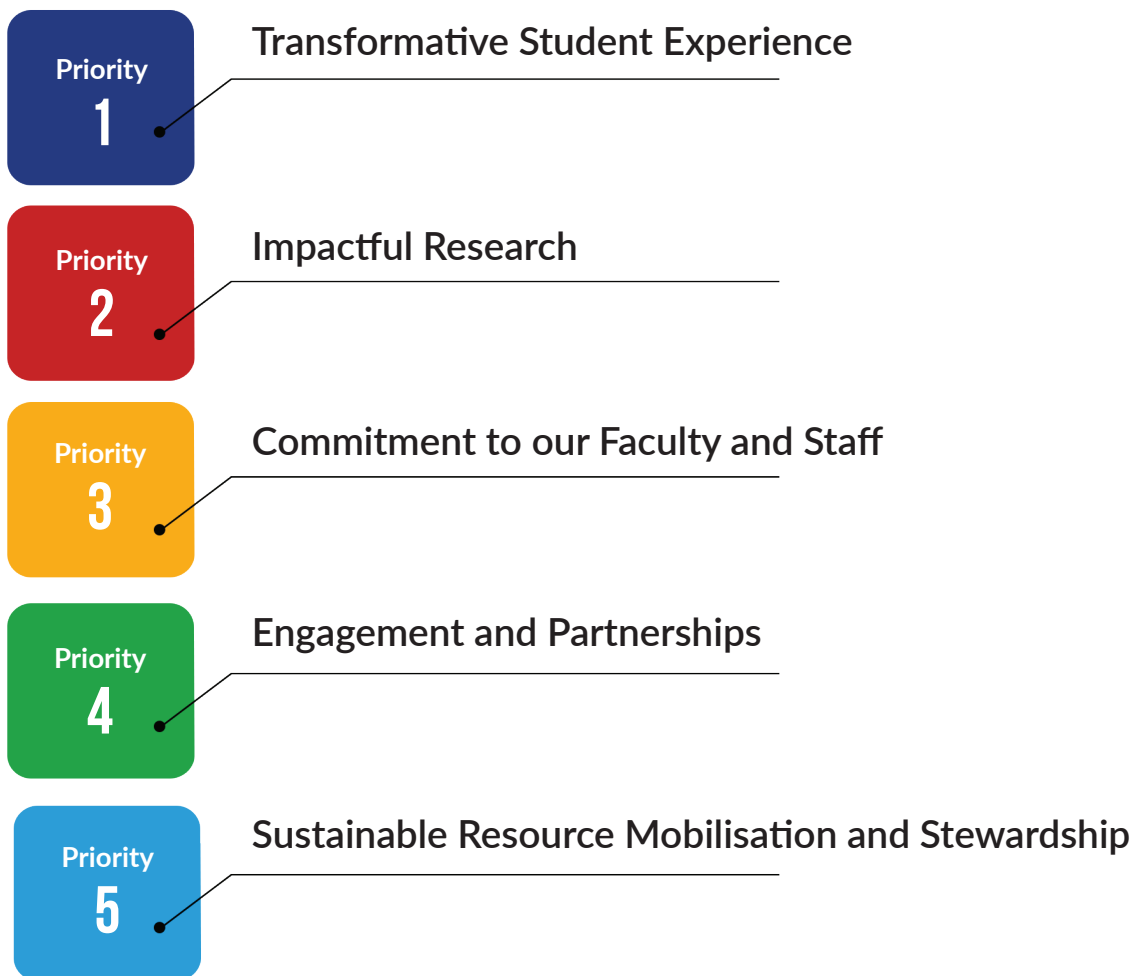 Priority
1
Transformative Student Experience
Priority
2
Impactful Research
Priority
3
Commitment to our Faculty and Staff
Priority
4
Engagement and Partnerships
Priority
5
Sustainable Resource Mobilisation and Stewardship